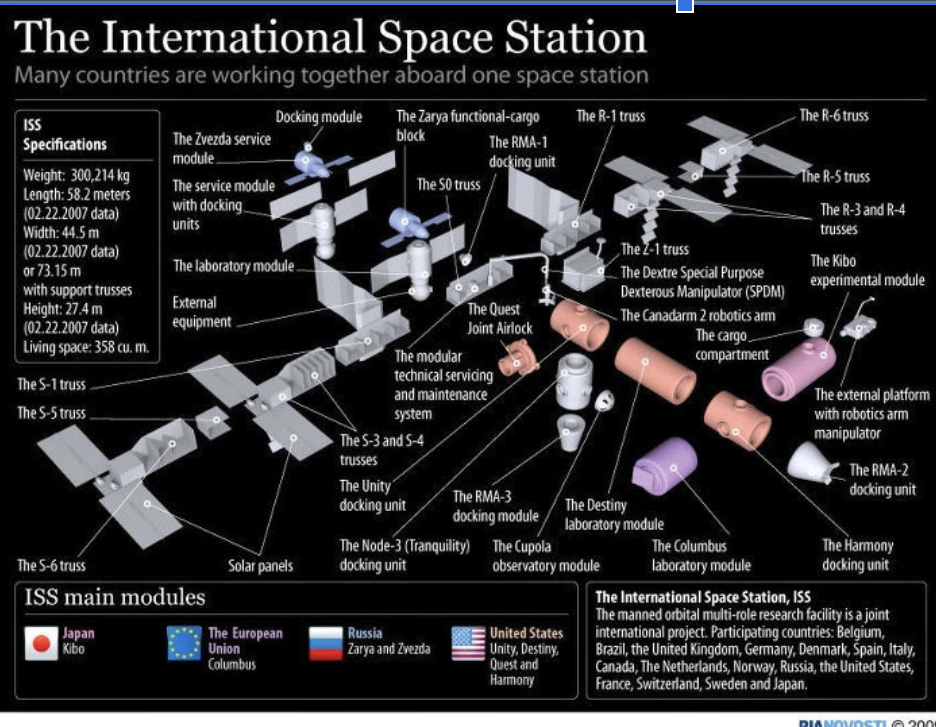 The International Space Station
Many countries are working together aboard one space station
ISS
Specifications
Weight: 300,214 kg
Length: 58.2 meters
(02.22.2007 data)
Width: 44.5 m
(02.22.2007 data)
or 73.15 m
with support trusses
Height: 27.4 m
(02.22.2007 data)
Living space: 358 cu. m.
Docking module
The Zvezda service
module
The service module
with docking
units
The laboratory module
External
equipment
The Zarya functional-cargo
block
The RMA-1
docking unit
The S0 truss
The R-1 truss
The R-6 truss
The R-5 truss
The R-3 and R-4
trusses
The Z-1 truss
The Dextre Special Purpose
Dexterous Manipulator (SPDM)
The Canadarm 2 robotics arm
The Kibo
experimental module
The cargo
compartment
The Quest
Joint Airlock
The modular
technical servicing
and maintenance
system
The external platform
with robotics arm
manipulator
The S-1 truss
The S-5 truss
The S-3 and S-4
trusses
The Unity
docking unit
The RMA-3
docking module
The Destiny
laboratory module
The RMA-2
docking unit
The S-6 truss
Solar panels
The Node-3 (Tranquility)
docking unit
The Cupola
observatory module
The Columbus
laboratory module
The Harmony
docking unit
ISS main modules
Japan
Kibo
The European
Union
Columbus
Russia
Zarya and Zvezda
United States
Unity, Destiny,
Quest and
Harmony
The International Space Station, ISS
The manned orbital multi-role research facility is a joint
international project. Participating countries: Belgium,
Brazil, the United Kingdom, Germany, Denmark, Spain, Italy,
Canada, The Netherlands, Norway, Russia, the United States,
France, Switzerland, Sweden and Japan.
RIANOVOSTI ©